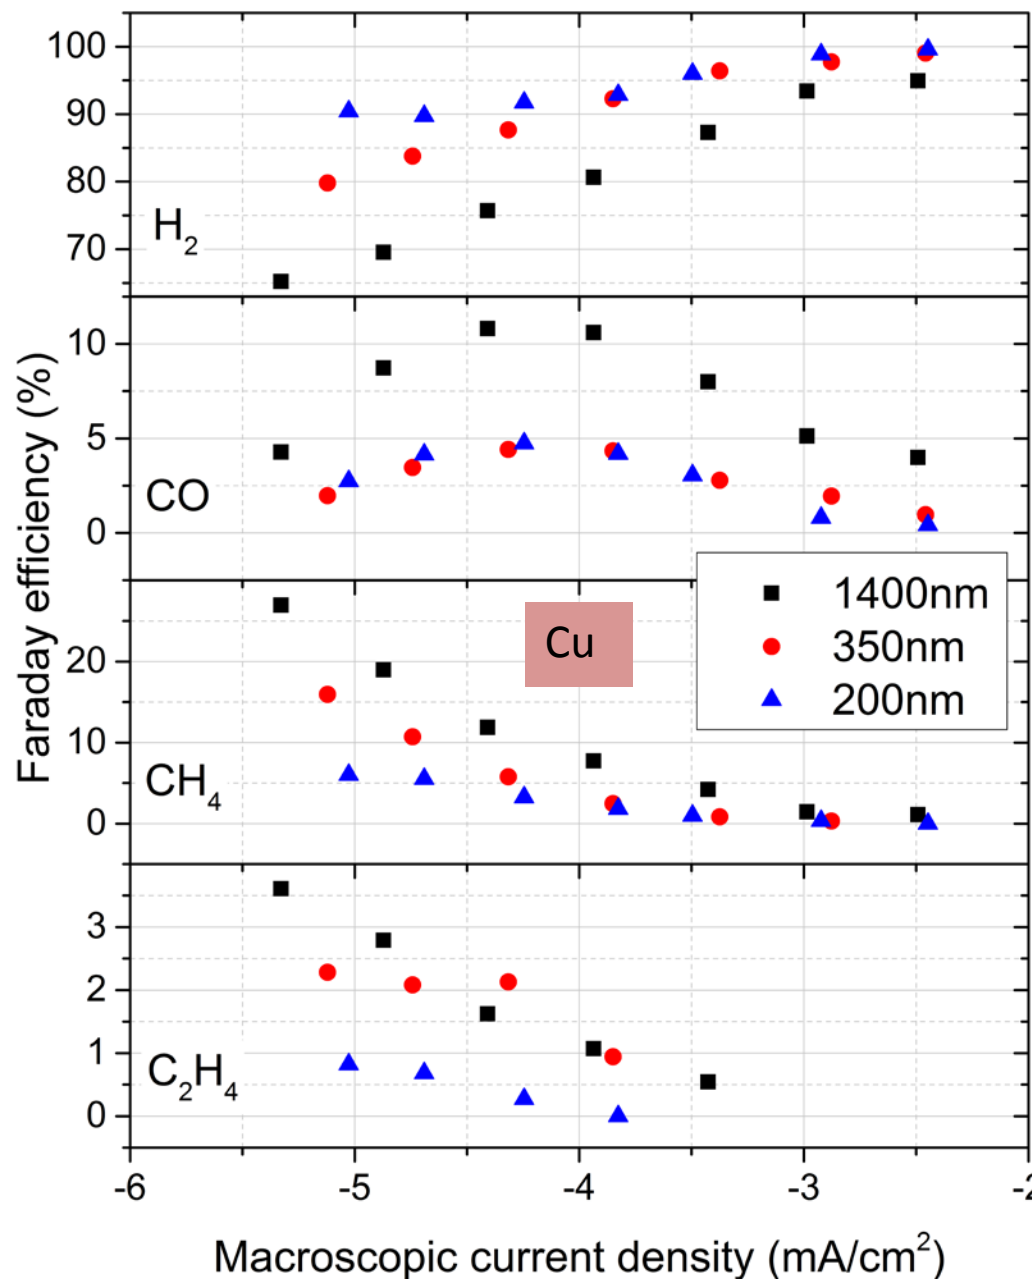 Faraday efficiency (%)
100
90
80
70
H₂
10
5
0
CO
1400nm
350nm
200nm
Cu
20
10
0
CH₄
3
2
1
0
C₂H₄
-6 -5 -4 -3 -2
Macroscopic current density (mA/cm²)